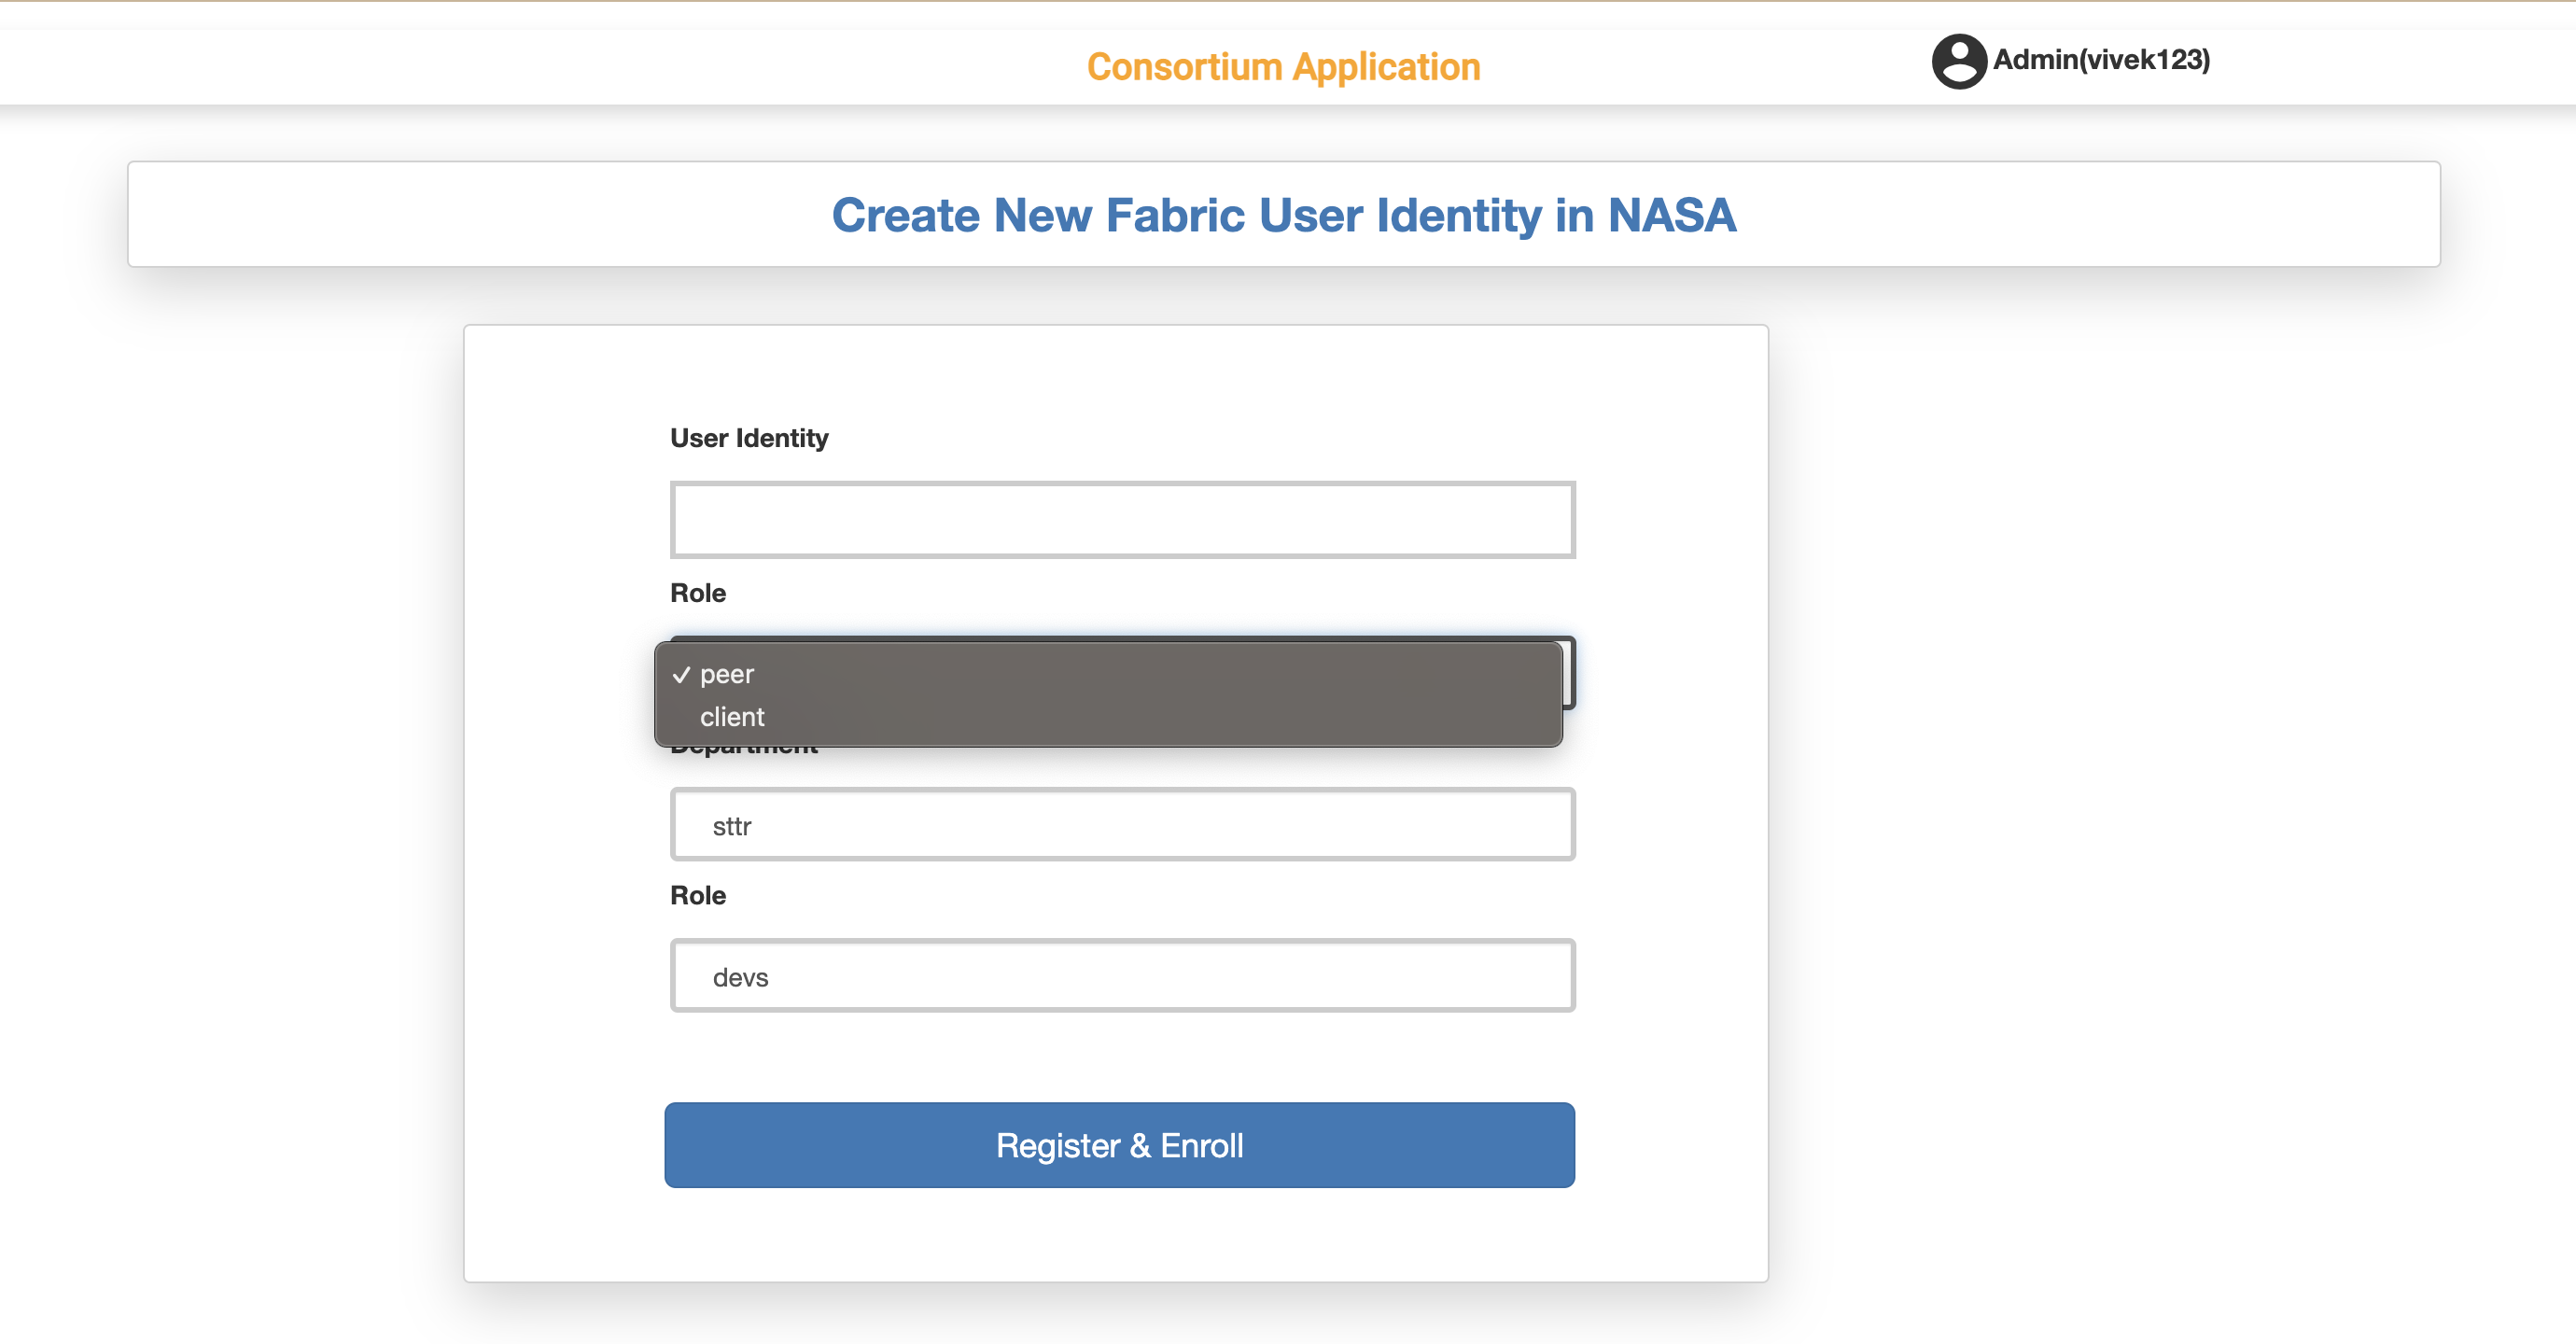 Consortium Application
Admin(vivek123)
Create New Fabric User Identity in NASA
User Identity
Role
✓ peer
client
Department
sttr
Role
devs
Register & Enroll